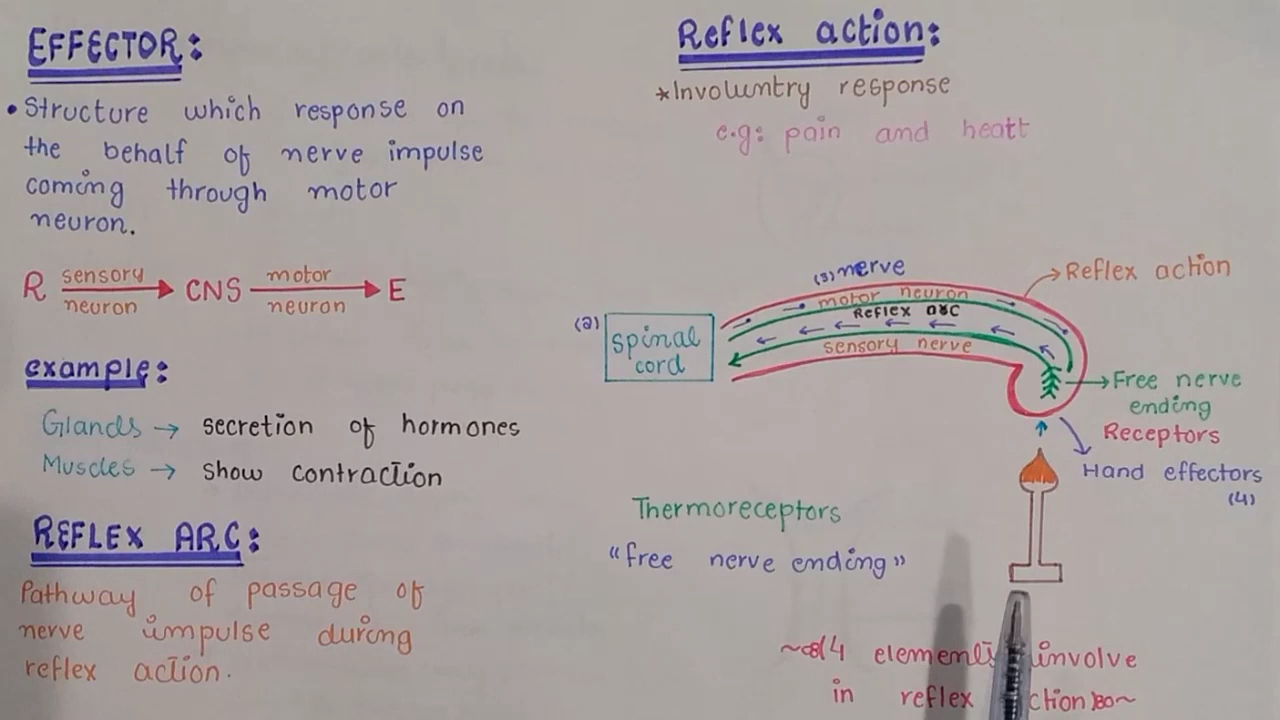 EFFECTOR:
• Structure which response on
the behalf of nerve impulse
coming through motor
neuron.
R sensory neuron → CNS motor neuron → E
example:
Glands → secretion of hormones
Muscles → show contraction
REFLEX ARC:
Pathway of passage of
nerve impulse during
reflex action.
Reflex action:
*Involuntry response
e.g: pain and heatt
(3) nerve
Reflex action
motor neuron
Reflex arc
(2)
spinal
cord
sensory nerve
Free nerve
ending
Receptors
Hand effectors
(4)
Thermoreceptors
"free nerve ending"
4 elements involve
in reflex